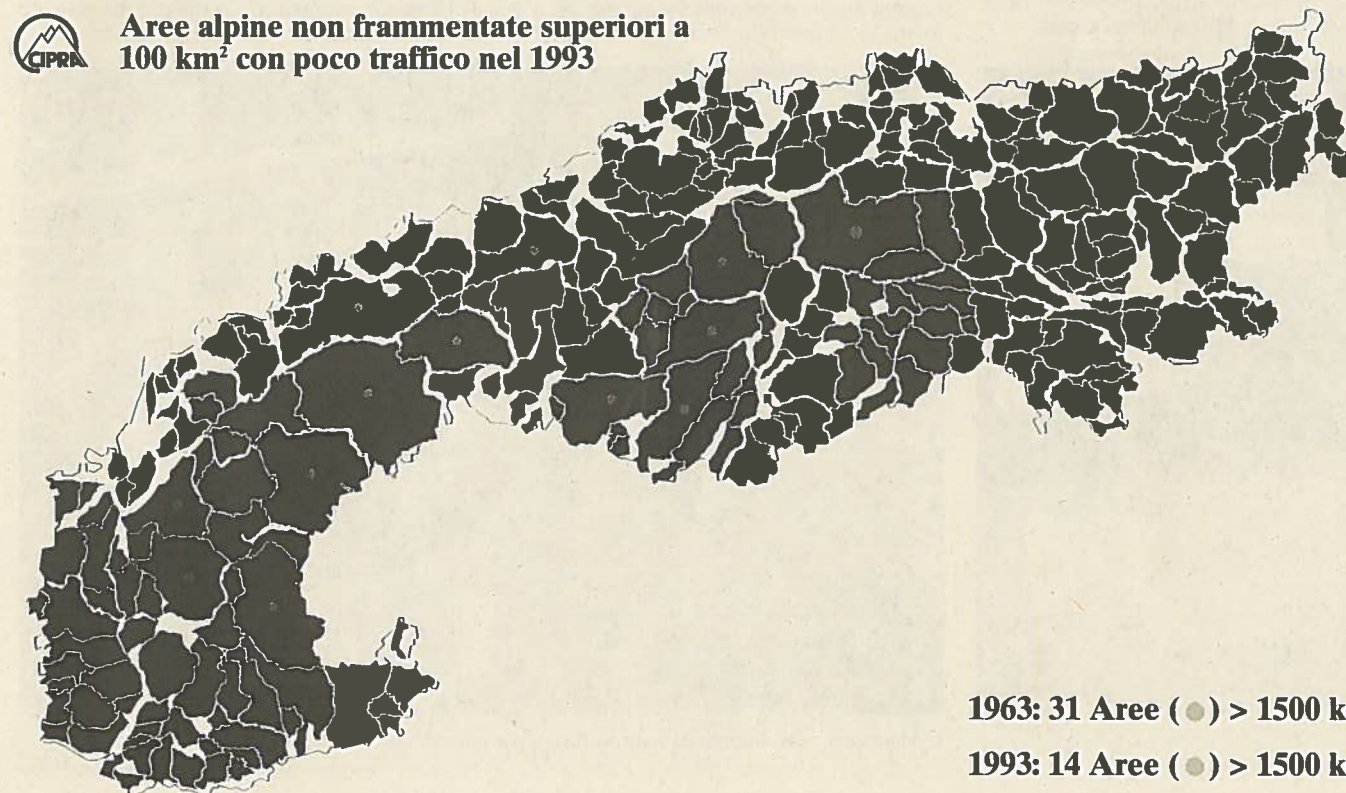 CIPRA
Aree alpine non frammentate superiori a
100 km² con poco traffico nel 1993
1963: 31 Aree ( ) > 1500 k
1993: 14 Aree ( ) > 1500 k